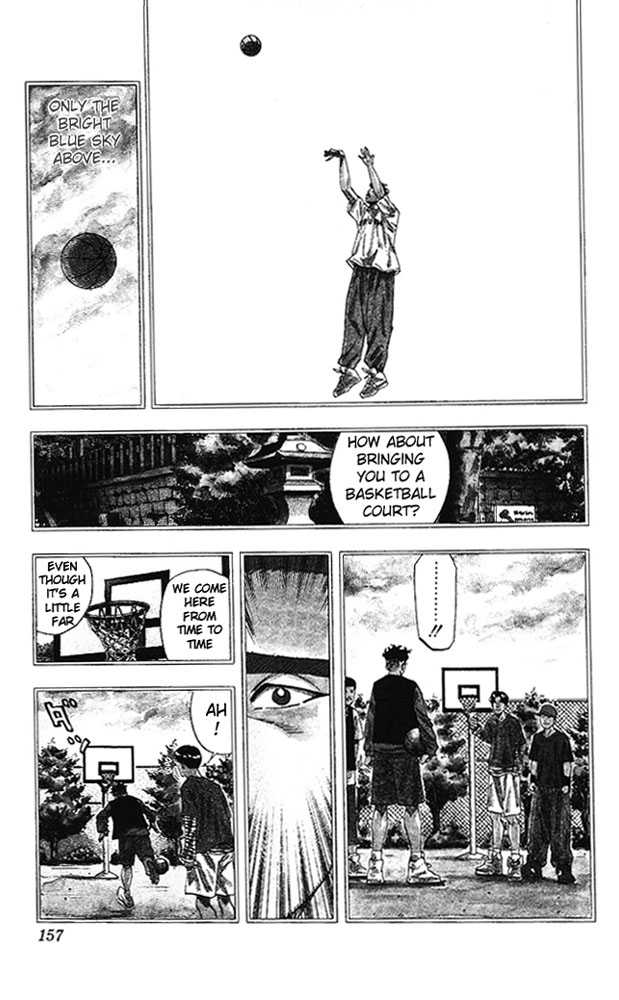 ONLY THE
BRIGHT
BLUE SKY
ABOVE...
HOW ABOUT
BRINGING
YOU TO A
BASKETBALL
COURT?
..........!!
WE COME
HERE FROM
TIME TO
TIME
EVEN
THOUGH
IT'S A
LITTLE
FAR
AH
!
157